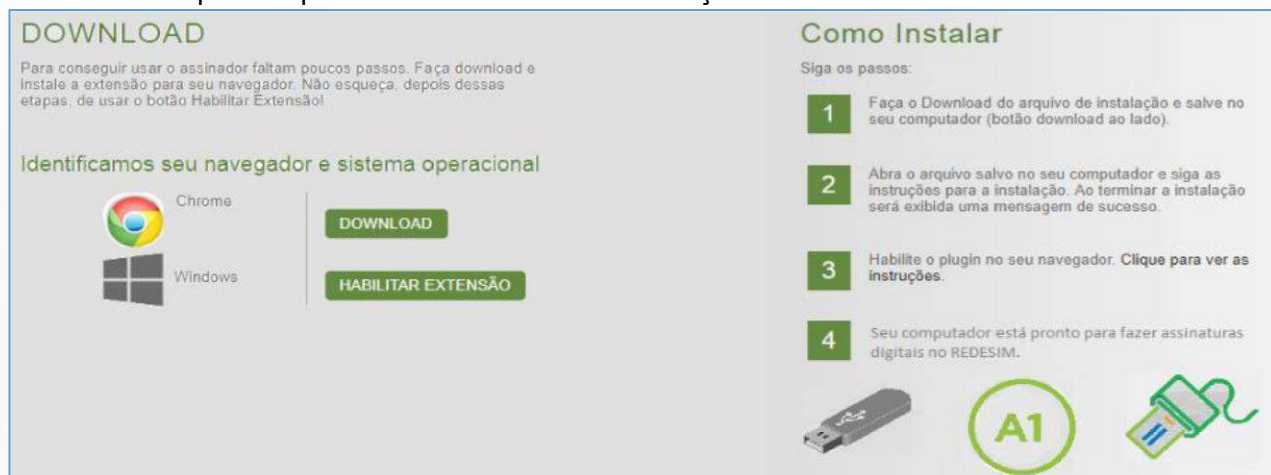 DOWNLOAD
Para conseguir usar o assinador faltam poucos passos. Faça download e
instale a extensão para seu navegador. Não esqueça, depois dessas
etapas, de usar o botão Habilitar Extensão!
Identificamos seu navegador e sistema operacional
Chrome
DOWNLOAD
Windows
HABILITAR EXTENSÃO
Como Instalar
Siga os passos:
1
Faça o Download do arquivo de instalação e salve no
seu computador (botão download ao lado).
2
Abra o arquivo salvo no seu computador e siga as
instruções para a instalação. Ao terminar a instalação
será exibida uma mensagem de sucesso.
3
Habilite o plugin no seu navegador. Clique para ver as
instruções.
4
Seu computador está pronto para fazer assinaturas
digitais no REDESIM.
A1